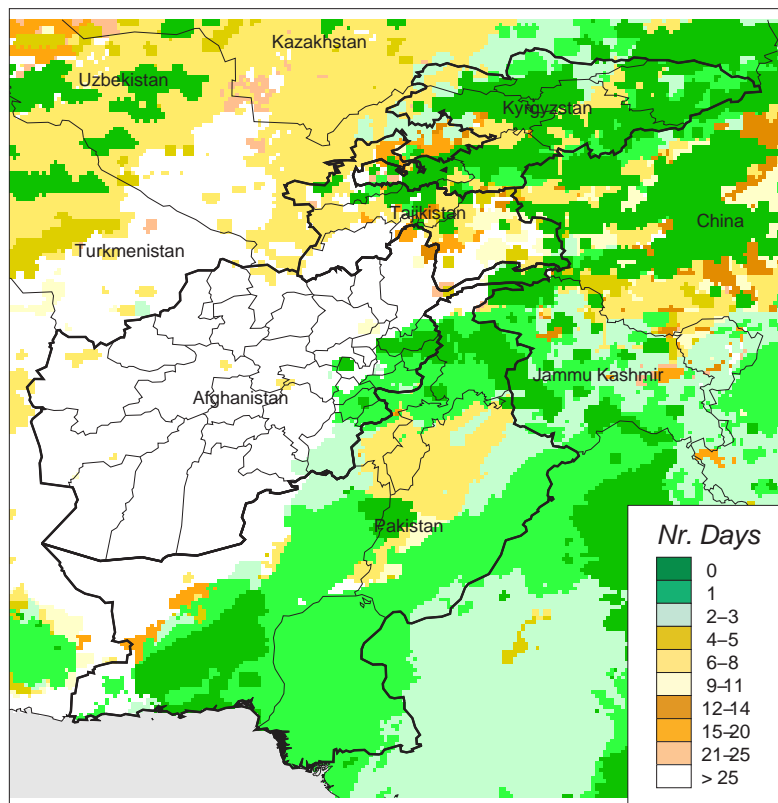 Kazakhstan
Uzbekistan
Kyrgyzstan
Tajikistan
China
Turkmenistan
Jammu Kashmir
Afghanistan
Pakistan
Nr. Days
0
1
2–3
4–5
6–8
9–11
12–14
15–20
21–25
> 25